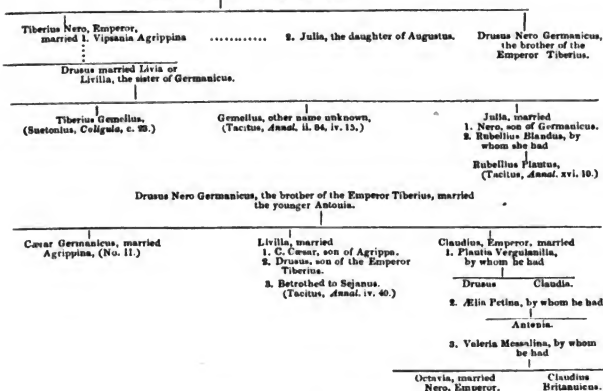 Tiberius Nero, Emperor,
married 1. Vipsania Agrippina ............ 2. Julia, the daughter of Augustus.
Drusus Nero Germanicus,
the brother of the
Emperor Tiberius.
Drusus married Livia or
Livilla, the sister of Germanicus.
Tiberius Gemellus,
(Suetonius, Caligula, c. 23.)
Gemellus, other name unknown,
(Tacitus, Annal. ii. 84, iv. 15.)
Julia, married
1. Nero, son of Germanicus.
2. Rubellius Blandus, by
whom she had
Rubellius Plautus,
(Tacitus, Annal. xvi. 10.)
Drusus Nero Germanicus, the brother of the Emperor Tiberius, married
the younger Antonia.
Cæsar Germanicus, married
Agrippina, (No. II.)
Livilla, married
1. C. Cæsar, son of Agrippa.
2. Drusus, son of the Emperor
Tiberius.
3. Betrothed to Sejanus.
(Tacitus, Annal. iv. 40.)
Claudius, Emperor, married
1. Plautia Vergulanilla,
by whom he had
Drusus Claudia.
2. Ælia Petina, by whom he had
Antonia.
3. Valeria Messalina, by whom
he had
Octavia, married
Nero, Emperor.
Claudius
Britanuicus.